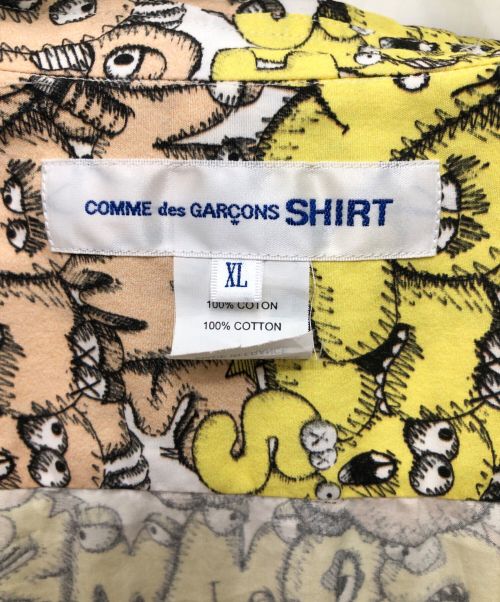 COMME des GARÇONS SHIRT
XL
100% COTON
100% COTTON